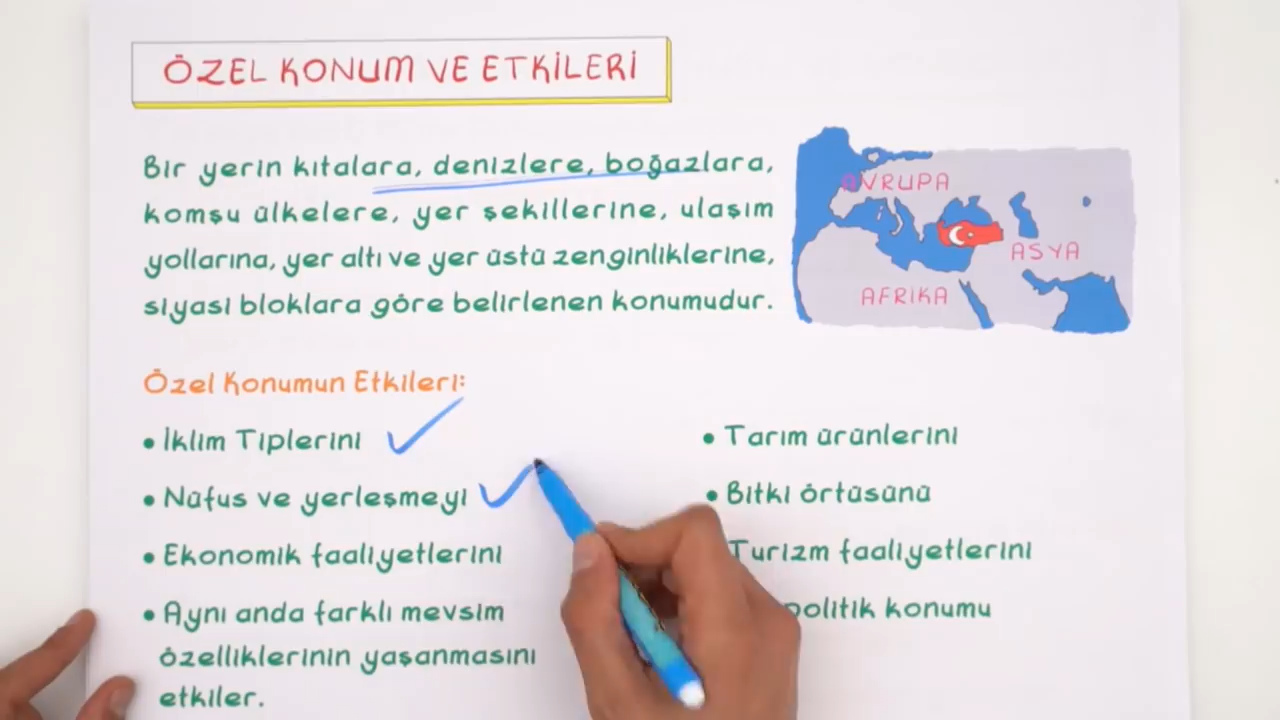 ÖZEL KONUM VE ETKİLERİ
Bir yerin kıtalara, denizlere, boğazlara,
komşu ülkelere, yer şekillerine, ulaşım
yollarına, yer altı ve yer üstü zenginliklerine,
siyasi bloklara göre belirlenen konumudur.
AVRUPA
ASYA
AFRIKA
Özel Konumun Etkileri:
• İklim Tiplerini
• Nüfus ve yerleşmeyi
• Ekonomik faaliyetlerini
• Aynı anda farklı mevsim
özelliklerinin yaşanmasını
etkiler.
• Tarım ürünlerini
• Bitki örtüsünü
Turizm faaliyetlerini
politik konumu